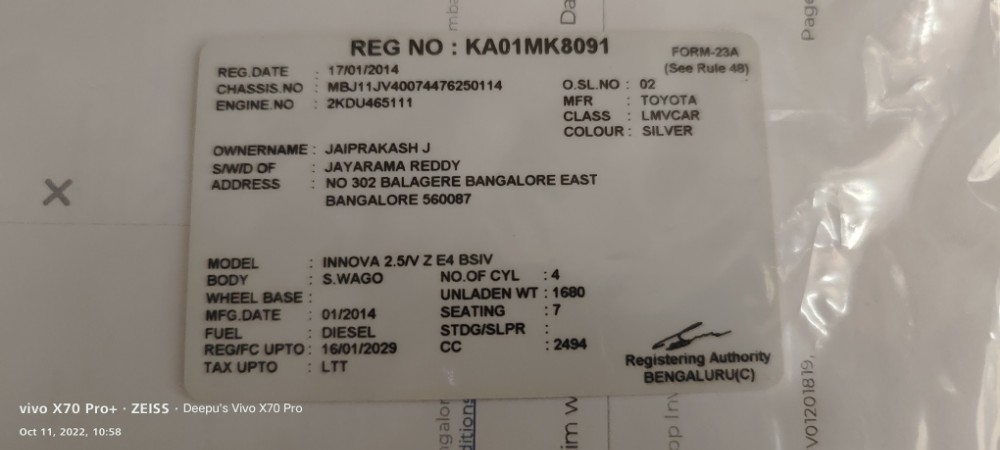 REG NO : KA01MK8091
FORM-23A
(See Rule 48)
REG.DATE : 17/01/2014
CHASSIS.NO : MBJ11JV40074476250114
ENGINE.NO : 2KDU465111
O.SL.NO : 02
MFR : TOYOTA
CLASS : LMVCAR
COLOUR : SILVER
OWNERNAME : JAIPRAKASH J
S/W/D OF : JAYARAMA REDDY
ADDRESS : NO 302 BALAGERE BANGALORE EAST
BANGALORE 560087
MODEL : INNOVA 2.5/V Z E4 BSIV
BODY : S.WAGO
WHEEL BASE :
MFG.DATE : 01/2014
FUEL : DIESEL
REG/FC UPTO : 16/01/2029
TAX UPTO : LTT
NO.OF CYL : 4
UNLADEN WT : 1680
SEATING : 7
STDG/SLPR :
CC : 2494
Registering Authority
BENGALURU(C)
Page
V01201819,
vivo X70 Pro+ · ZEISS · Deepu's Vivo X70 Pro
Oct 11, 2022, 10:58